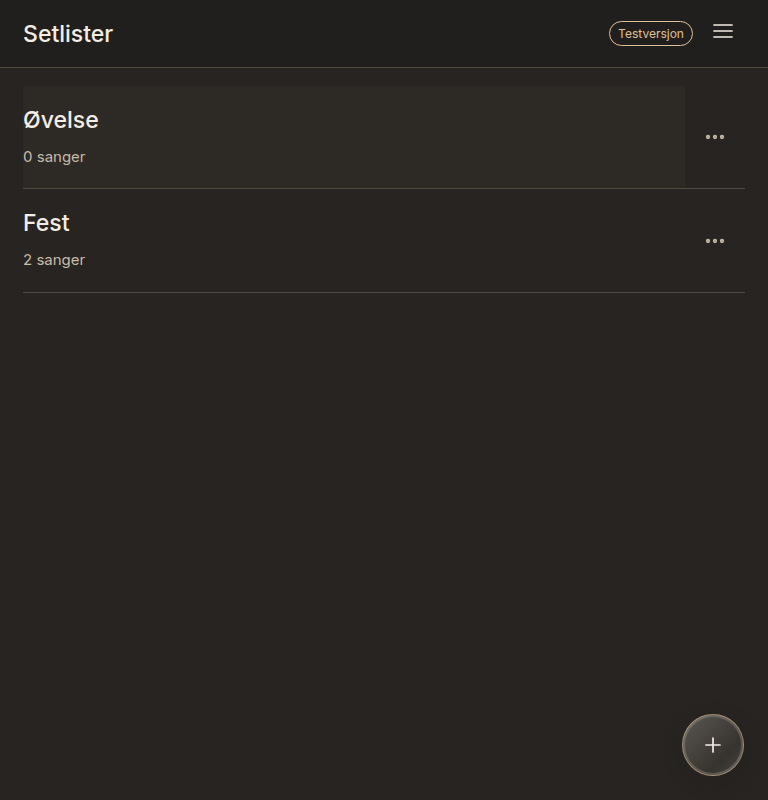 Setlister
Testversjon
Øvelse
0 sanger
Fest
2 sanger